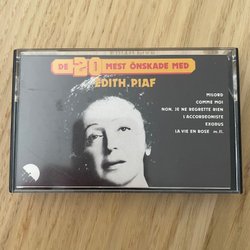 DE 20 MEST ÖNSKADE MED
EDITH PIAF
MILORD
COMME MOI
NON, JE NE REGRETTE RIEN
L'ACCORDEONISTE
EXODUS
LA VIE EN ROSE m.fl.